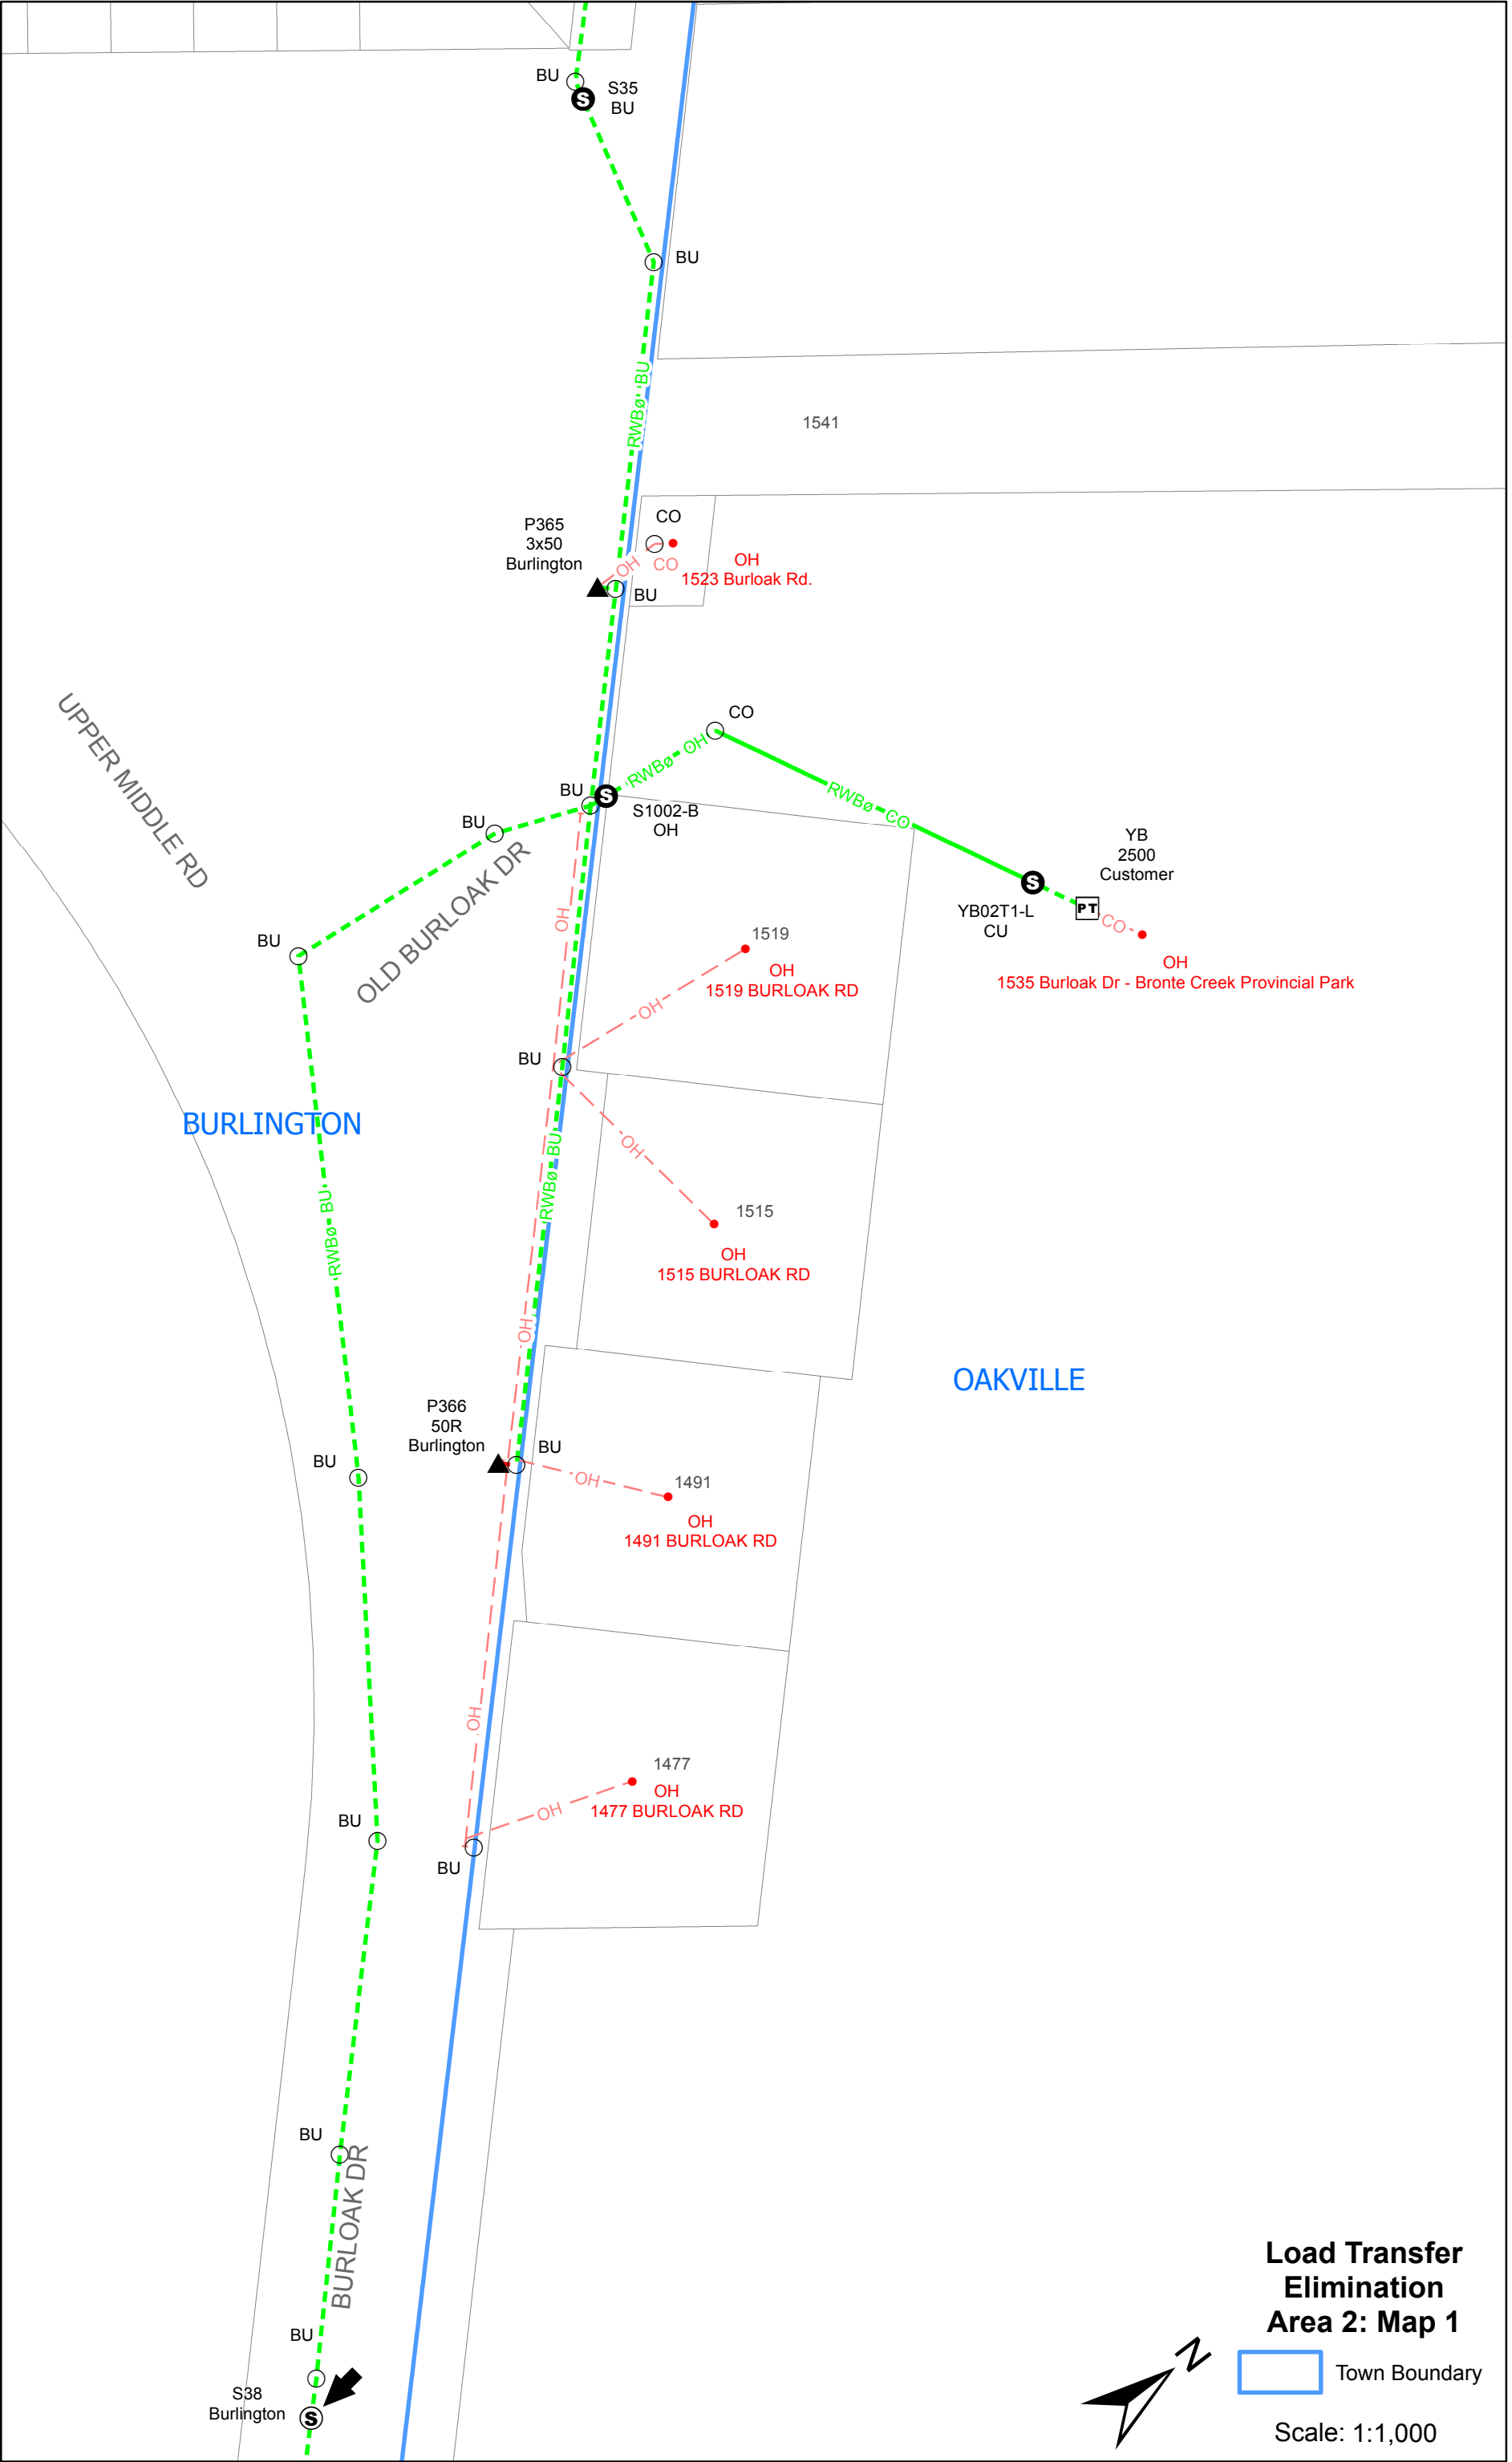 BU
S
S35
BU
BU
RWBø BU
1541
P365
3x50
Burlington
CO
OH
CO
OH
1523 Burloak Rd.
BU
UPPER MIDDLE RD
CO
RWBø OH
BU
S
S1002-B
OH
RWBø CO
BU
OLD BURLOAK DR
YB
2500
Customer
S
YB02T1-L
CU
PT
CO
OH
1535 Burloak Dr - Bronte Creek Provincial Park
BU
OH
1519
OH
1519 BURLOAK RD
OH
BU
BURLINGTON
RWBø BU
OH
RWBø BU
1515
OH
1515 BURLOAK RD
OH
OAKVILLE
P366
50R
Burlington
BU
BU
OH
1491
OH
1491 BURLOAK RD
OH
1477
OH
1477 BURLOAK RD
OH
BU
BU
BU
BURLOAK DR
BU
S38
Burlington
S
Load Transfer
Elimination
Area 2: Map 1
N
Town Boundary
Scale: 1:1,000